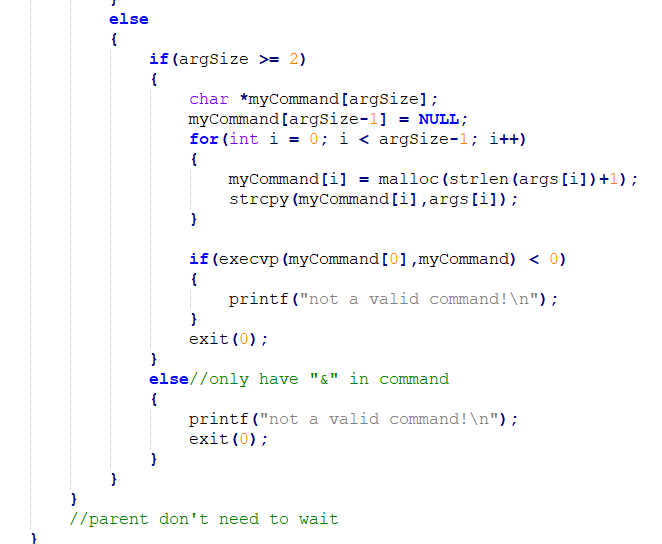 }
else
{
if(argSize >= 2)
{
char *myCommand[argSize];
myCommand[argSize-1] = NULL;
for(int i = 0; i < argSize-1; i++)
{
myCommand[i] = malloc(strlen(args[i])+1);
strcpy(myCommand[i],args[i]);
}
if(execvp(myCommand[0],myCommand) < 0)
{
printf("not a valid command!\n");
}
exit(0);
}
else//only have "&" in command
{
printf("not a valid command!\n");
exit(0);
}
}
}
//parent don't need to wait
}